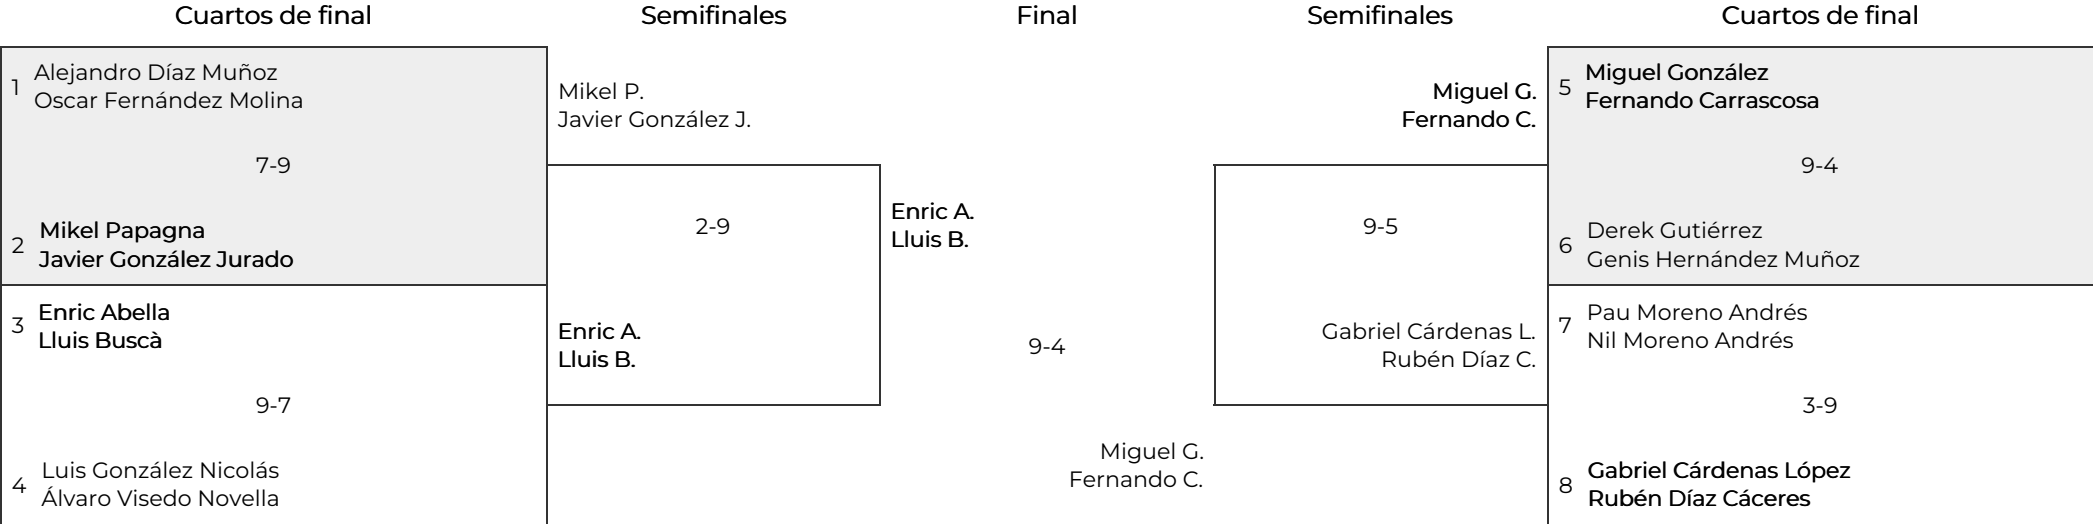 Cuartos de final
Semifinales
Final
Semifinales
Cuartos de final
1
Alejandro Díaz Muñoz
Oscar Fernández Molina
7-9
2
Mikel Papagna
Javier González Jurado
3
Enric Abella
Lluis Buscà
9-7
4
Luis González Nicolás
Álvaro Visedo Novella
Mikel P.
Javier González J.
2-9
Enric A.
Lluis B.
Enric A.
Lluis B.
9-4
Miguel G.
Fernando C.
Miguel G.
Fernando C.
9-5
Gabriel Cárdenas L.
Rubén Díaz C.
5
Miguel González
Fernando Carrascosa
9-4
6
Derek Gutiérrez
Genis Hernández Muñoz
7
Pau Moreno Andrés
Nil Moreno Andrés
3-9
8
Gabriel Cárdenas López
Rubén Díaz Cáceres